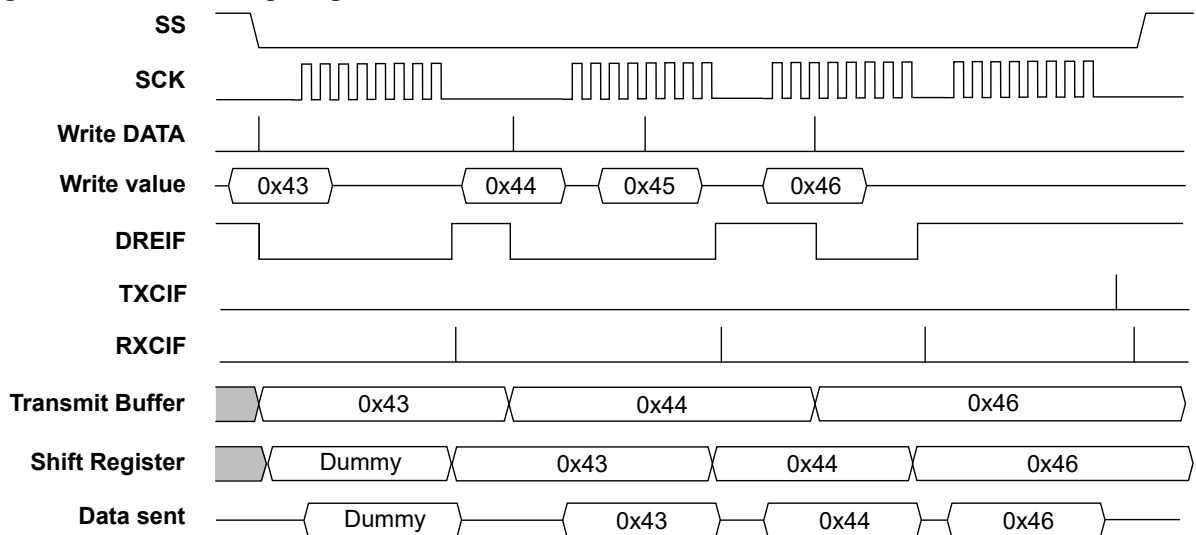 SS
SCK
Write DATA
Write value 0x43 0x44 0x45 0x46
DREIF
TXCIF
RXCIF
Transmit Buffer 0x43 0x44 0x46
Shift Register Dummy 0x43 0x44 0x46
Data sent Dummy 0x43 0x44 0x46